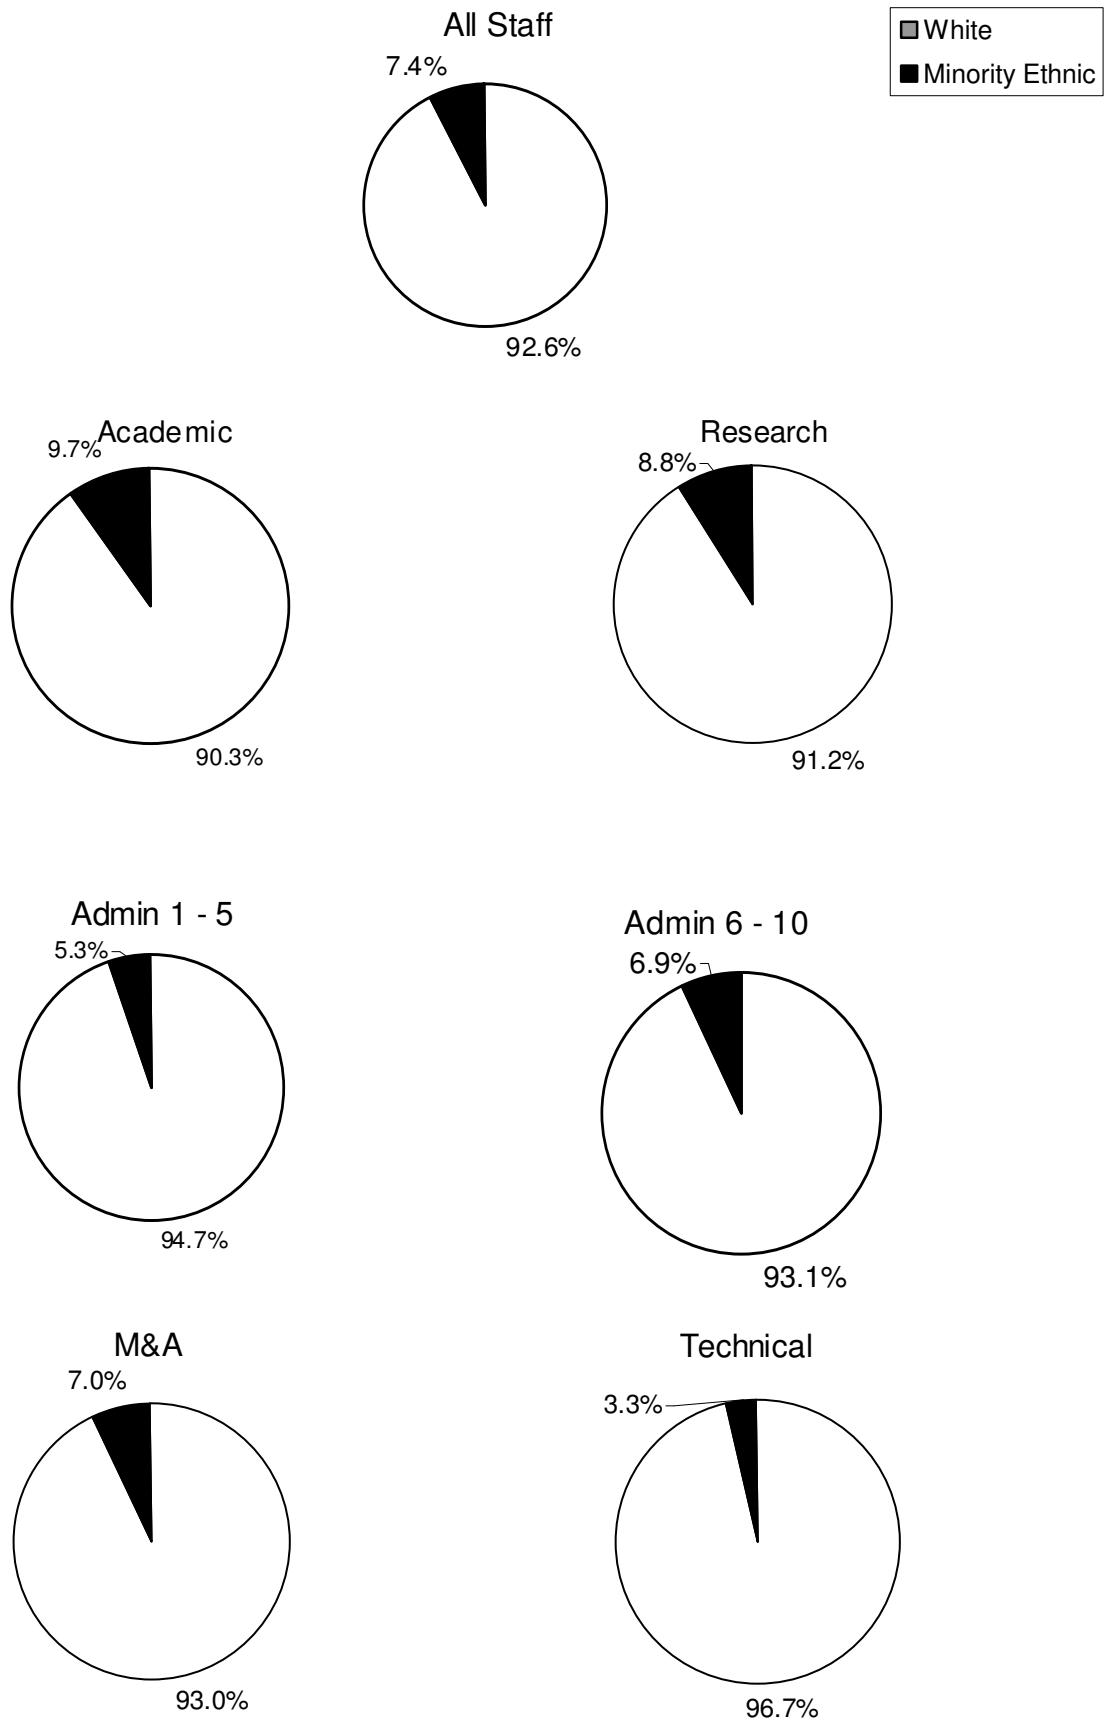 All Staff
White
Minority Ethnic
7.4%
92.6%
Academic
9.7%
90.3%
Research
8.8%
91.2%
Admin 1 - 5
5.3%
94.7%
Admin 6 - 10
6.9%
93.1%
M&A
7.0%
93.0%
Technical
3.3%
96.7%